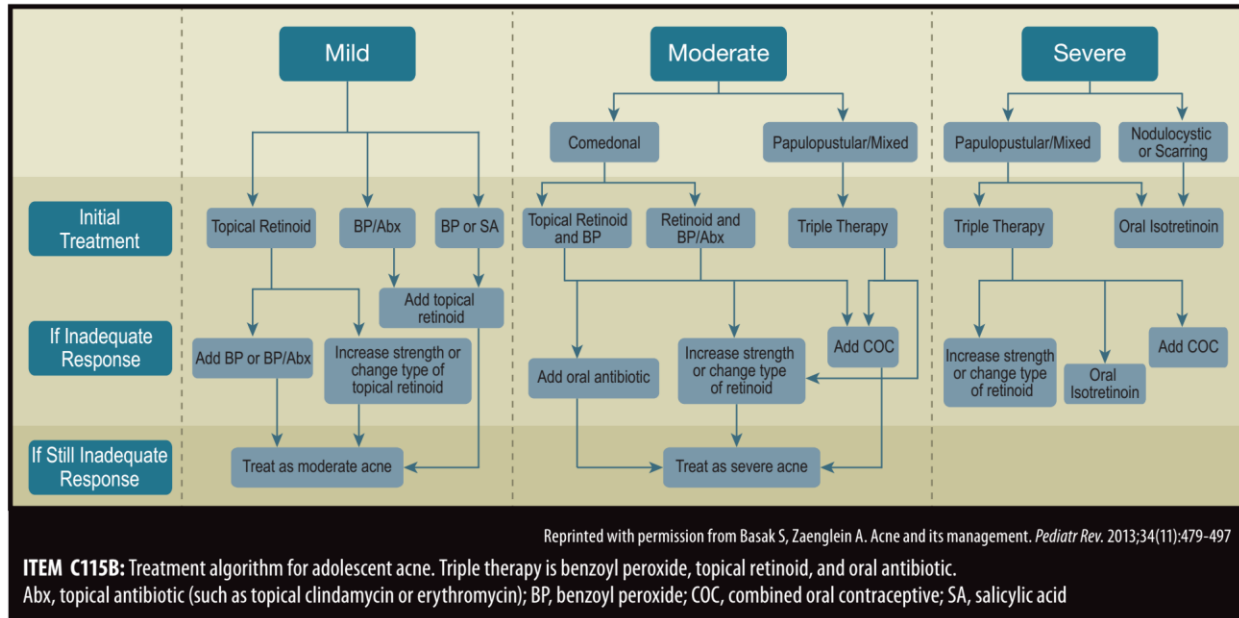 Mild
Moderate
Severe
Comedonal
Papulopustular/Mixed
Papulopustular/Mixed
Nodulocystic
or Scarring
Initial
Treatment
Topical Retinoid
BP/Abx
BP or SA
Topical Retinoid
and BP
Retinoid and
BP/Abx
Triple Therapy
Triple Therapy
Oral Isotretinoin
Add topical
retinoid
If Inadequate
Response
Add BP or BP/Abx
Increase strength or
change type of
topical retinoid
Add oral antibiotic
Increase strength
or change type
of retinoid
Add COC
Increase strength
or change type
of retinoid
Oral
Isotretinoin
Add COC
If Still Inadequate
Response
Treat as moderate acne
Treat as severe acne
Reprinted with permission from Basak S, Zaenglein A. Acne and its management. Pediatr Rev. 2013;34(11):479-497
ITEM C115B: Treatment algorithm for adolescent acne. Triple therapy is benzoyl peroxide, topical retinoid, and oral antibiotic.
Abx, topical antibiotic (such as topical clindamycin or erythromycin); BP, benzoyl peroxide; COC, combined oral contraceptive; SA, salicylic acid